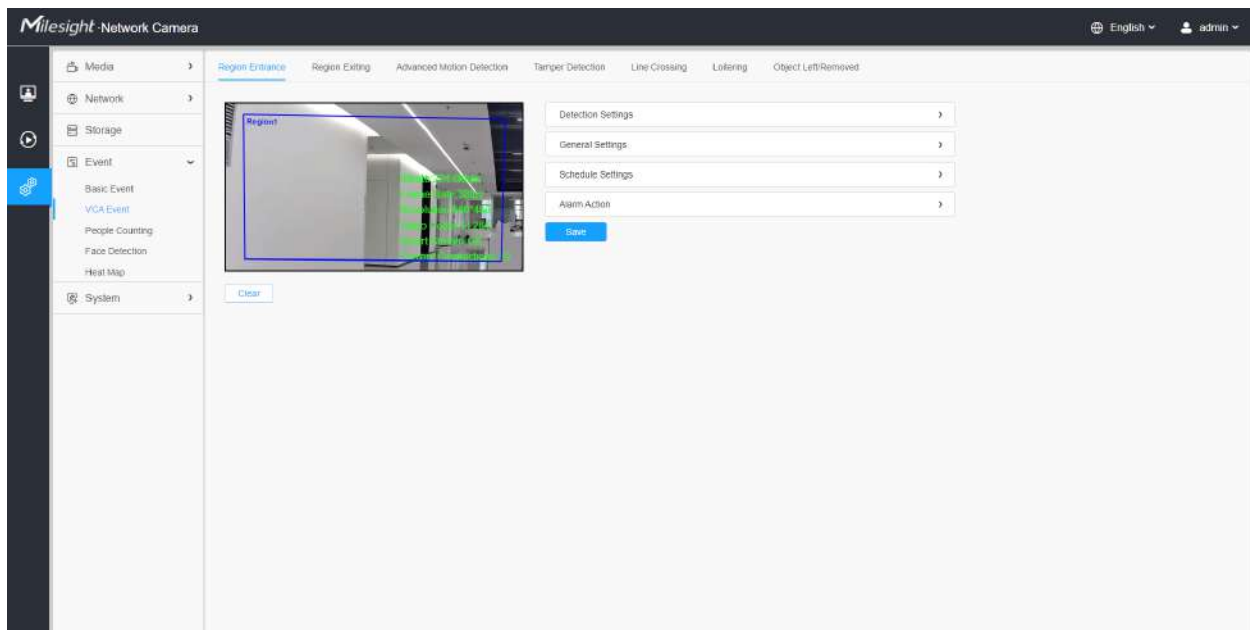 Milesight ·Network Camera
English
admin
Media
Network
Storage
Event
Basic Event
VCA Event
People Counting
Face Detection
Heat Map
System
Region Entrance
Region Exiting
Advanced Motion Detection
Tamper Detection
Line Crossing
Loitering
Object Left/Removed
Region1
Detection Settings
General Settings
Schedule Settings
Alarm Action
Save
Clear